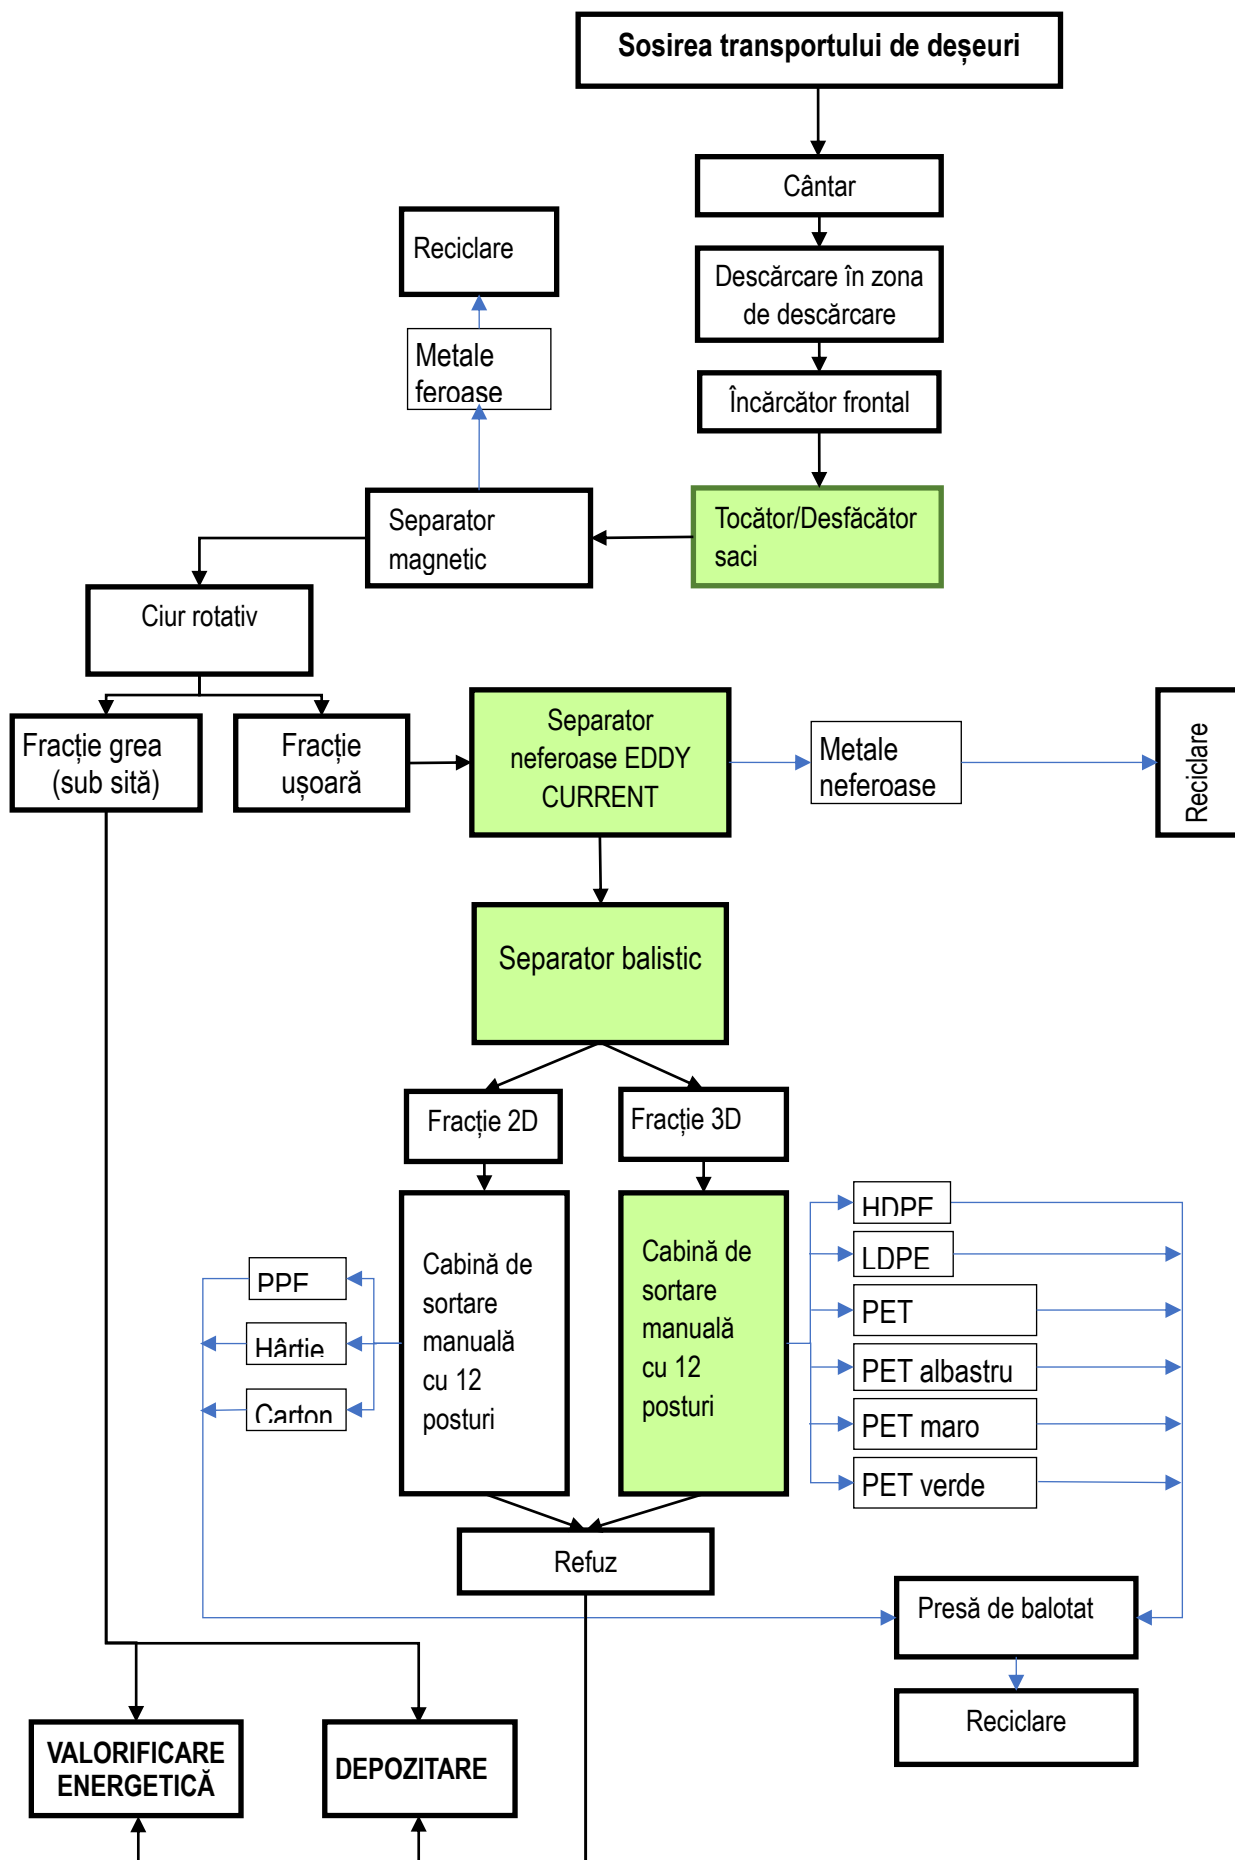 Sosirea transportului de deșeuri
Cântar
Reciclare
Descărcare în zona
de descărcare
Metale
feroase
Încărcător frontal
Separator
magnetic
Tocător/Desfăcător
saci
Ciur rotativ
Fracție grea
(sub sită)
Fracție
ușoară
Separator
neferoase EDDY
CURRENT
Metale
neferoase
Reciclare
Separator balistic
Fracție 2D
Fracție 3D
Cabină de
sortare
manuală
cu 12
posturi
Cabină de
sortare
manuală
cu 12
posturi
HDPE
LDPE
PET
PET albastru
PET maro
PET verde
Hârtie
Carton
Refuz
Presă de balotat
Reciclare
VALORIFICARE
ENERGETICĂ
DEPOZITARE